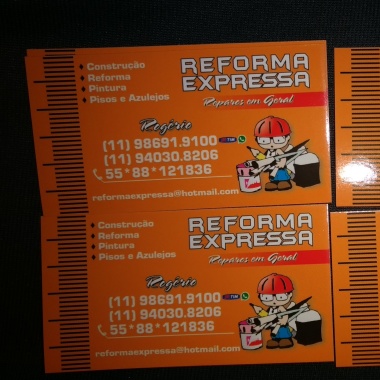 Construção
Reforma
Pintura
Pisos e Azulejos
REFORMA
EXPRESSA
Reparos em Geral
Rogério
(11) 98691.9100 TIM
(11) 94030.8206
55*88*121836
reformaexpressa@hotmail.com
Construção
Reforma
Pintura
Pisos e Azulejos
REFORMA
EXPRESSA
Reparos em Geral
Rogério
(11) 98691.9100 TIM
(11) 94030.8206
55*88*121836
reformaexpressa@hotmail.com